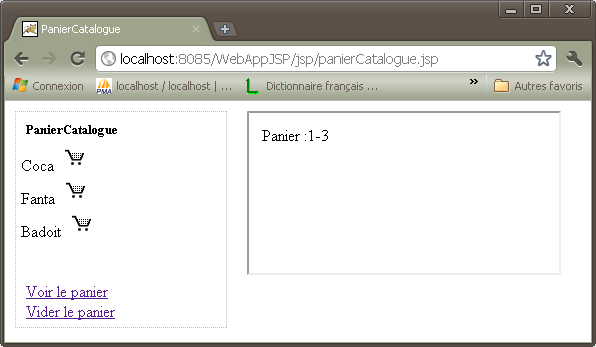 PanierCatalogue
localhost:8085/WebAppJSP/jsp/panierCatalogue.jsp
Connexion localhost / localhost | ... Dictionnaire français ... » Autres favoris
PMA
PanierCatalogue
Coca
Fanta
Badoit
Voir le panier
Vider le panier
Panier :1-3